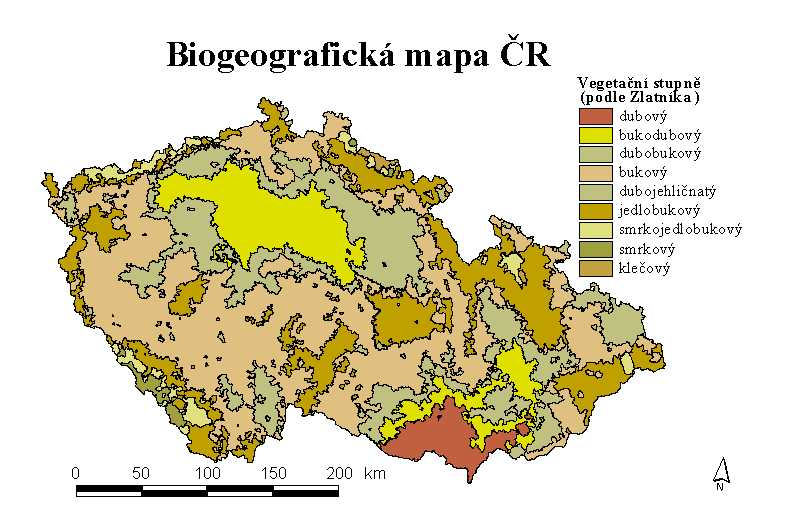 Biogeografická mapa ČR
Vegetační stupně
(podle Zlatníka )
dubový
bukodubový
dubobukový
bukový
dubojehličnatý
jedlobukový
smrkojedlobukový
smrkový
klečový
0 50 100 150 200 km
N